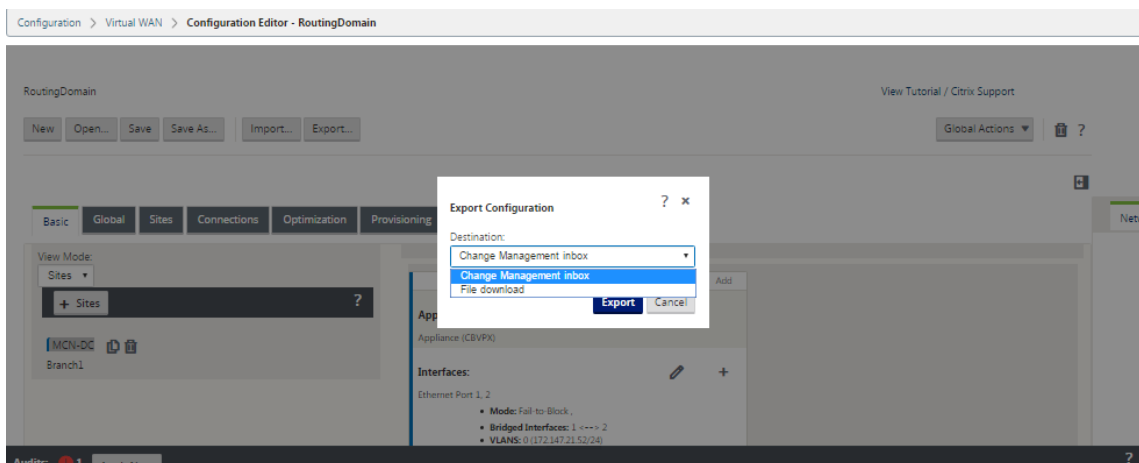 Configuration > Virtual WAN > Configuration Editor - RoutingDomain
RoutingDomain
View Tutorial / Citrix Support
New Open... Save Save As... Import... Export...
Global Actions ▼ ?
Basic Global Sites Connections Optimization Provisioning
Net
View Mode:
Sites ▼
+ Sites ?
MCN-DC
Branch1
Export Configuration ? ×
Destination:
Change Management inbox ▼
Change Management inbox
File download
Export Cancel
Add
App
Appliance (CBVPX)
Interfaces: +
Ethernet Port 1, 2
• Mode: Fail-to-Block ,
• Bridged Interfaces: 1 <--> 2
• VLANS: 0 (172.147.21.52/24)
Audits: 1
?